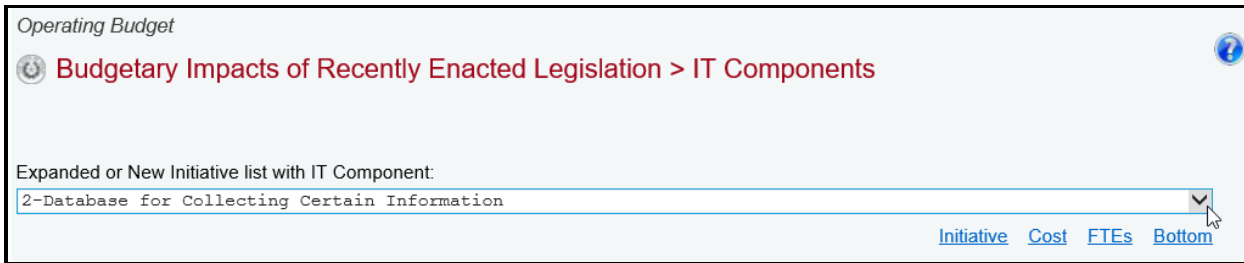 Operating Budget
Budgetary Impacts of Recently Enacted Legislation > IT Components
?
Expanded or New Initiative list with IT Component:
2-Database for Collecting Certain Information
Initiative Cost FTEs Bottom